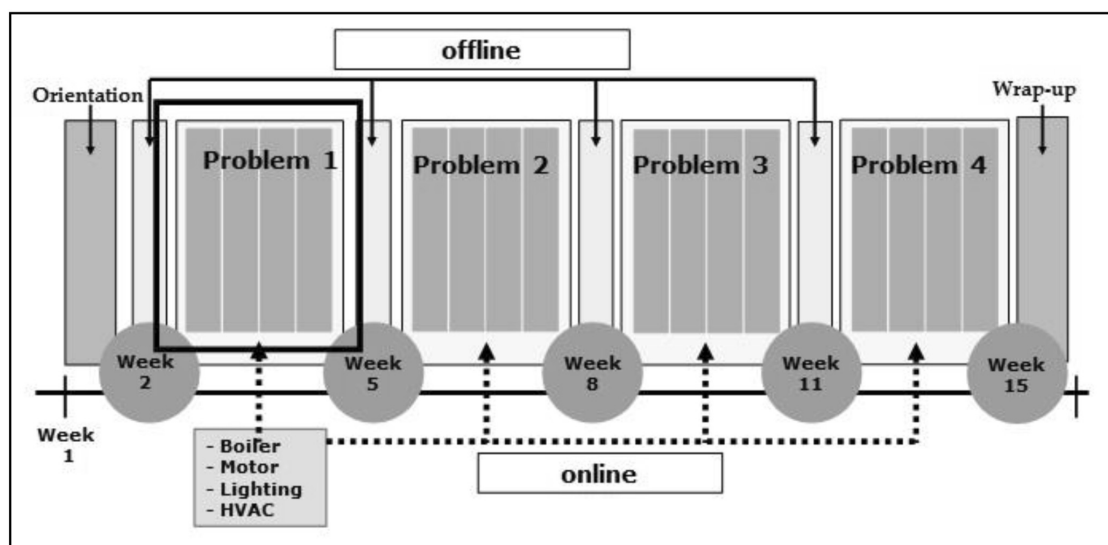 offline
Orientation
Wrap-up
Problem 1
Problem 2
Problem 3
Problem 4
Week
2
Week
5
Week
8
Week
11
Week
15
Week
1
- Boiler
- Motor
- Lighting
- HVAC
online